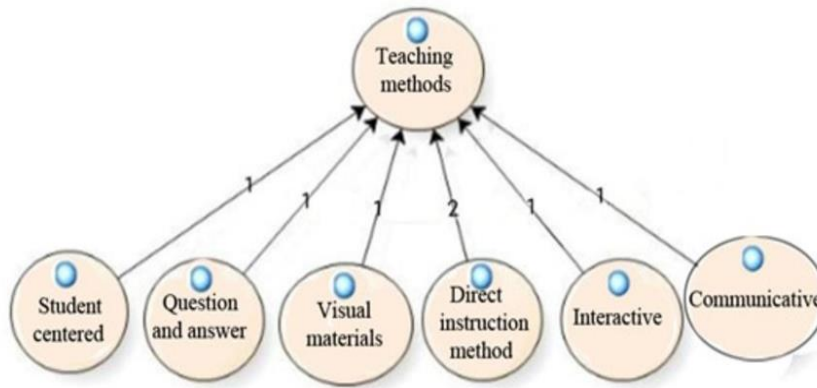 Teaching
methods
1
1
1
2
1
1
Student
centered
Question
and answer
Visual
materials
Direct
instruction
method
Interactive
Communicative